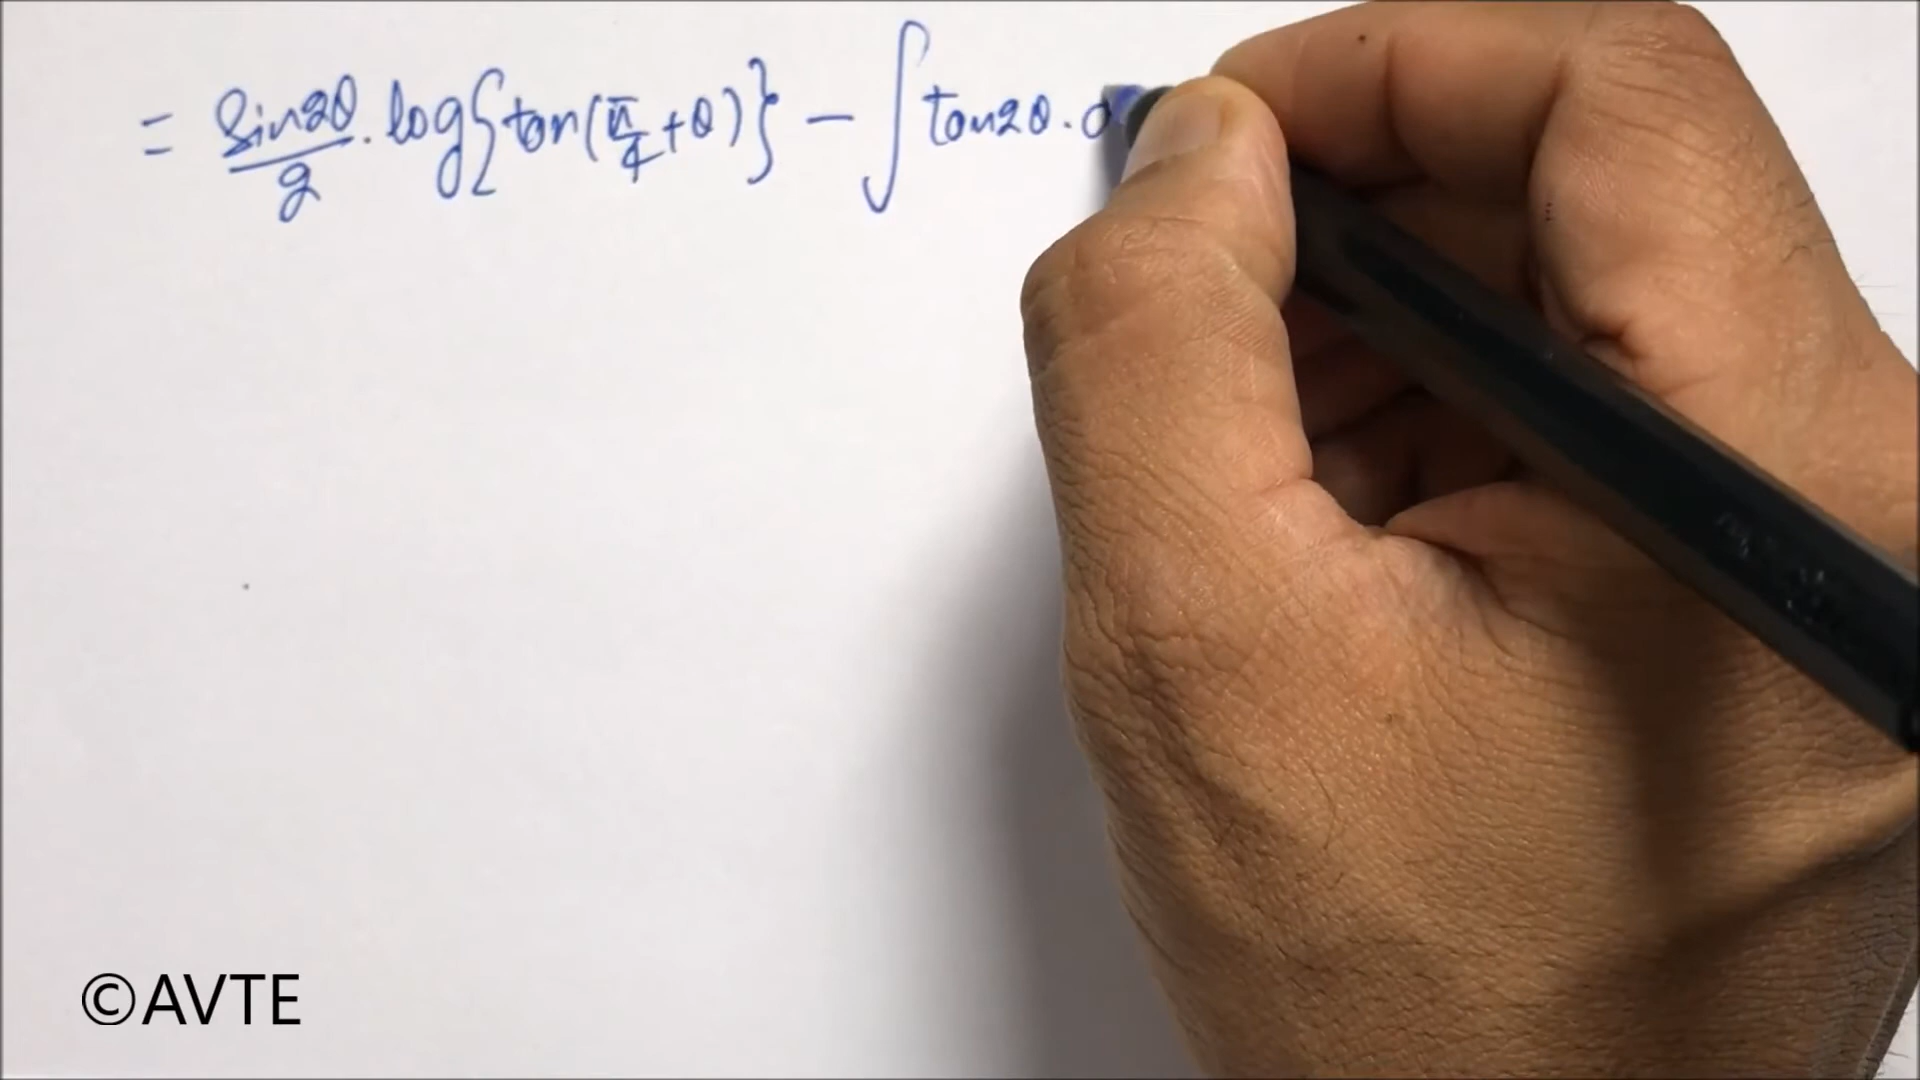 = sin2θ/2 . log{tan(π/4+θ)} - ∫tan2θ.d
©AVTE